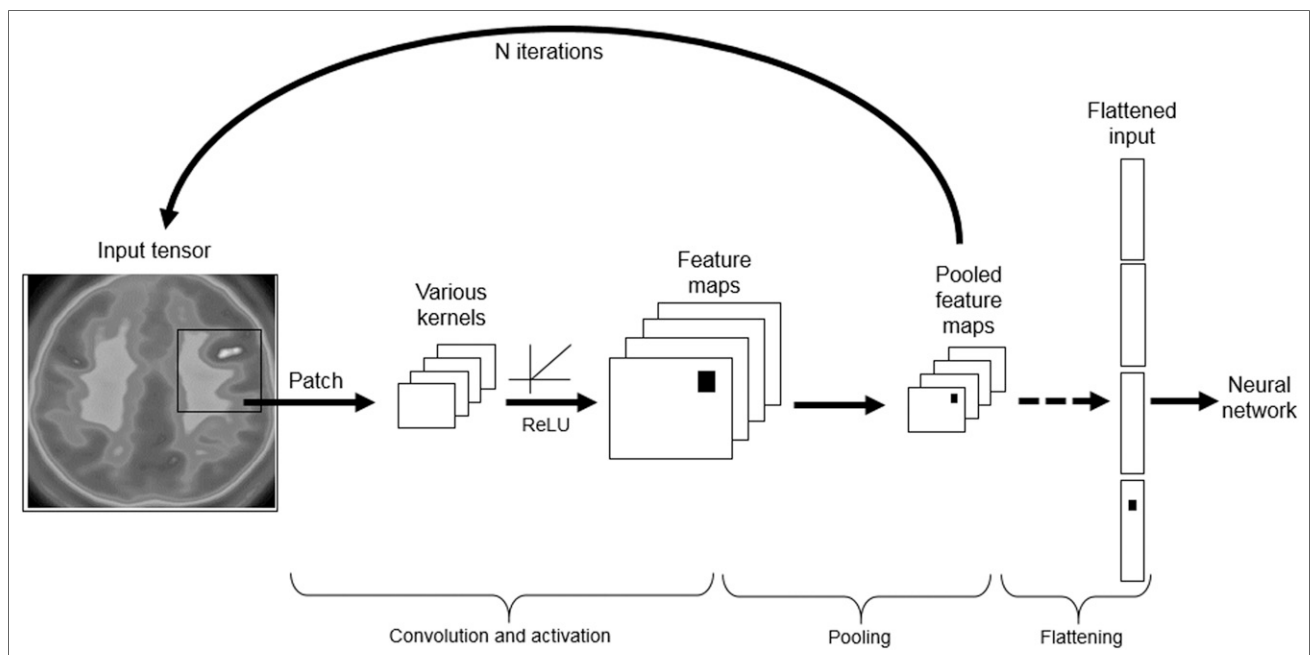 N iterations
Flattened
input
Input tensor
Feature
maps
Pooled
feature
maps
Various
kernels
Patch
ReLU
Neural
network
Convolution and activation
Pooling
Flattening